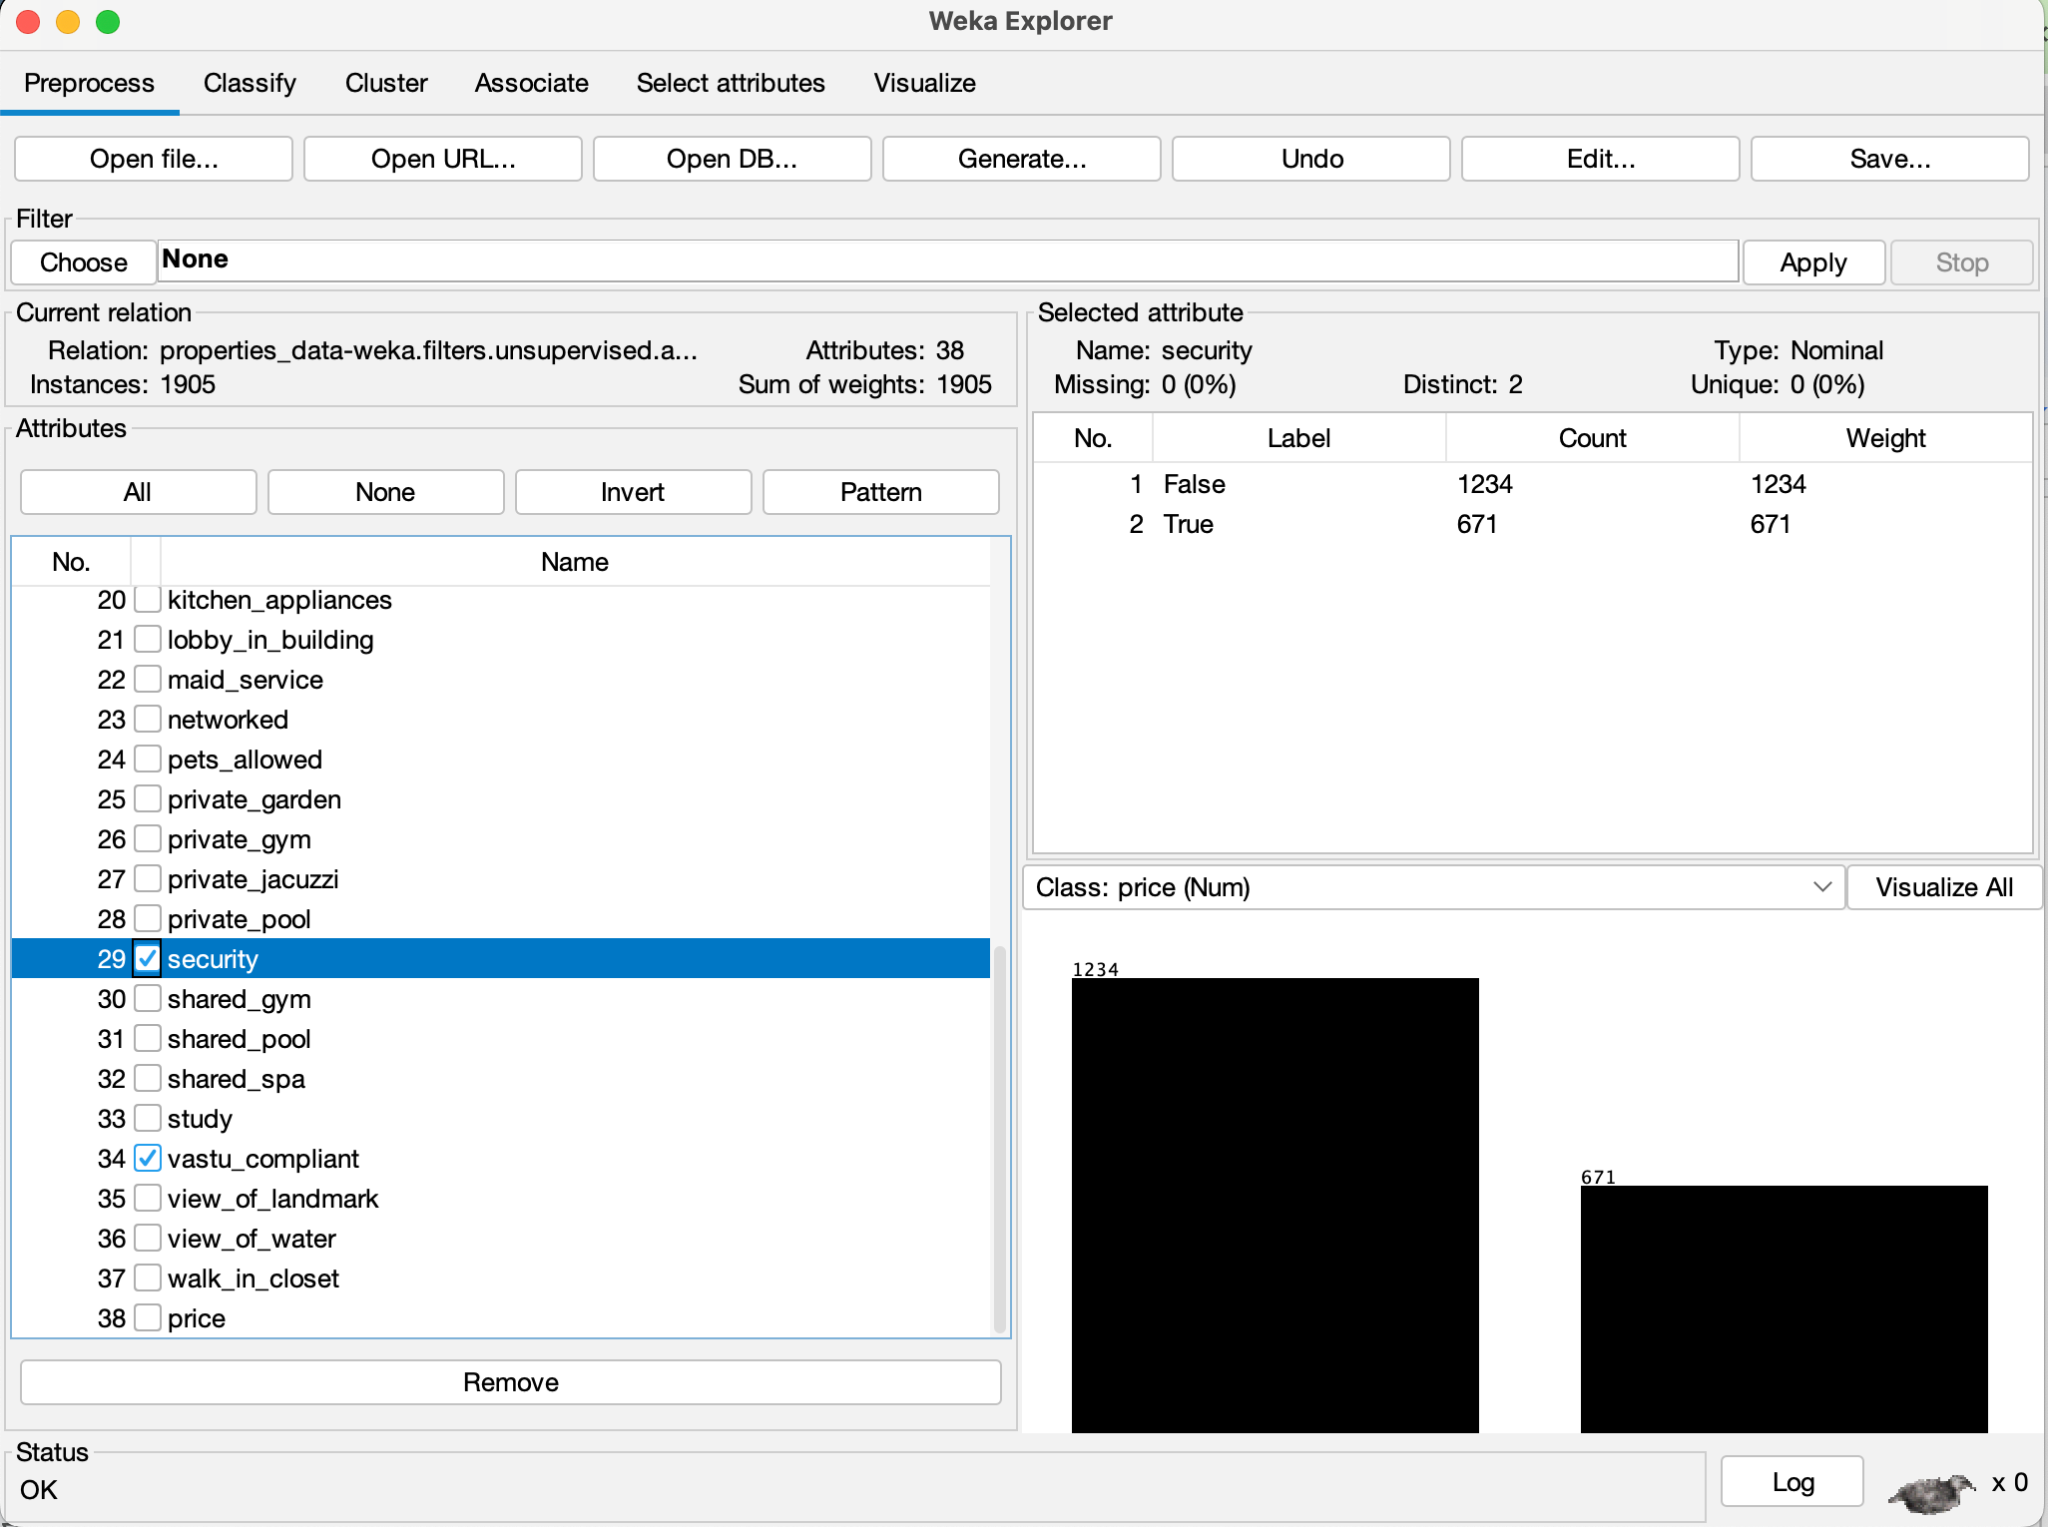 Weka Explorer
Preprocess Classify Cluster Associate Select attributes Visualize
Open file... Open URL... Open DB... Generate... Undo Edit... Save...
Filter
Choose None Apply Stop
Current relation
Relation: properties_data-weka.filters.unsupervised.a... Attributes: 38
Instances: 1905 Sum of weights: 1905
Attributes
All None Invert Pattern
No. Name
20 kitchen_appliances
21 lobby_in_building
22 maid_service
23 networked
24 pets_allowed
25 private_garden
26 private_gym
27 private_jacuzzi
28 private_pool
29 security
30 shared_gym
31 shared_pool
32 shared_spa
33 study
34 vastu_compliant
35 view_of_landmark
36 view_of_water
37 walk_in_closet
38 price
Remove
Selected attribute
Name: security Type: Nominal
Missing: 0 (0%) Distinct: 2 Unique: 0 (0%)
No. Label Count Weight
1 False 1234 1234
2 True 671 671
Class: price (Num) Visualize All
1234
671
Status
OK
Log x 0